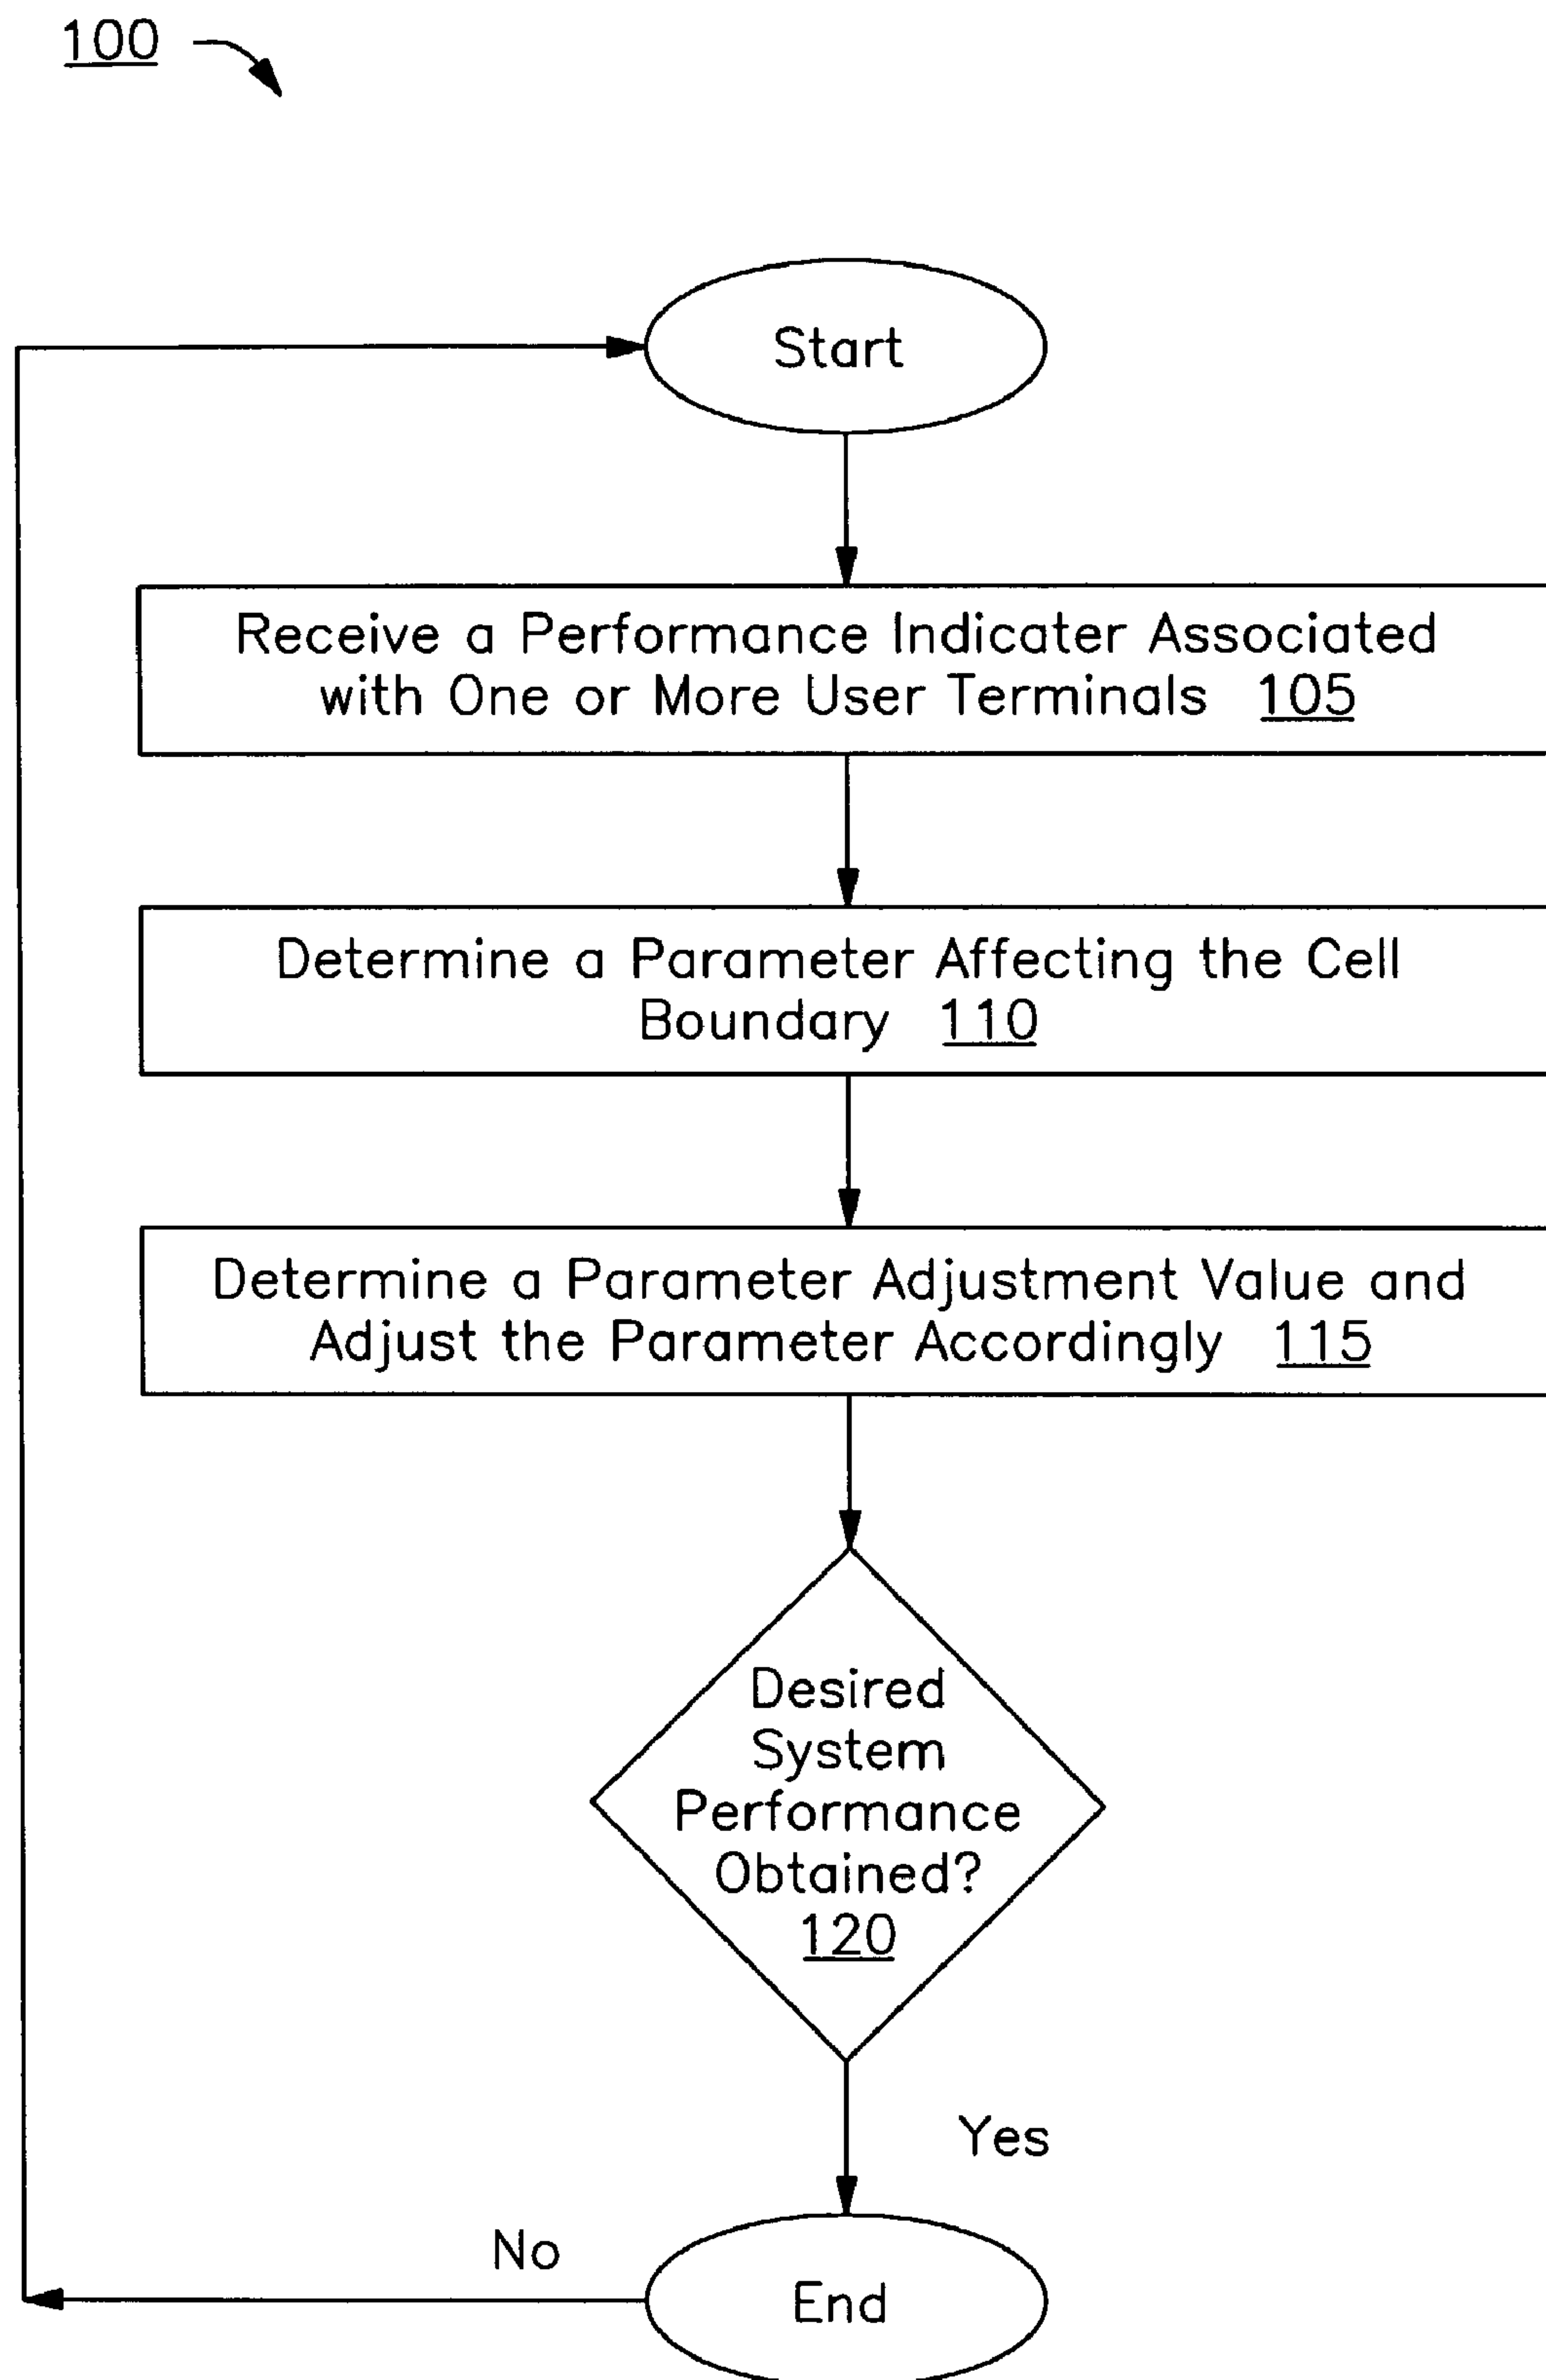 100
Start
Receive a Performance Indicater Associated
with One or More User Terminals 105
Determine a Parameter Affecting the Cell
Boundary 110
Determine a Parameter Adjustment Value and
Adjust the Parameter Accordingly 115
Desired
System
Performance
Obtained?
120
Yes
No
End